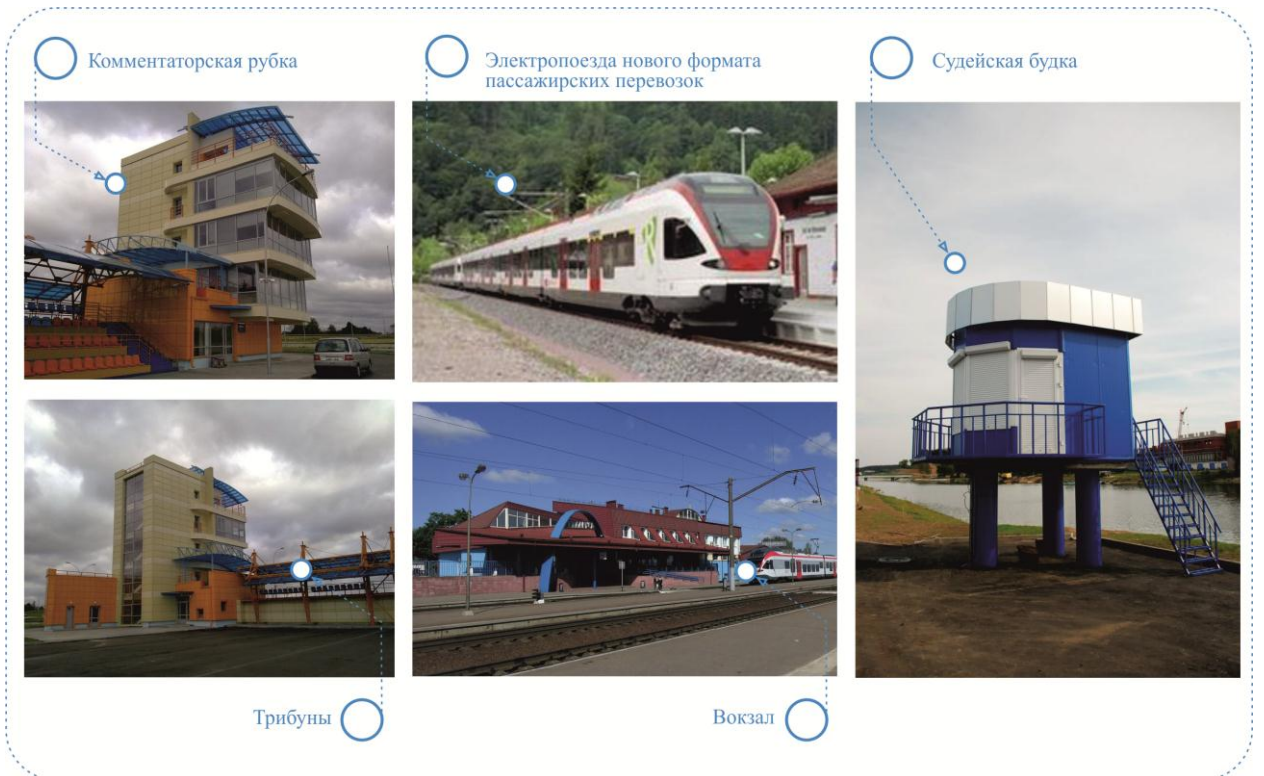 Комментаторская рубка
Электропоезда нового формата
пассажирских перевозок
Судейская будка
Трибуны
Вокзал